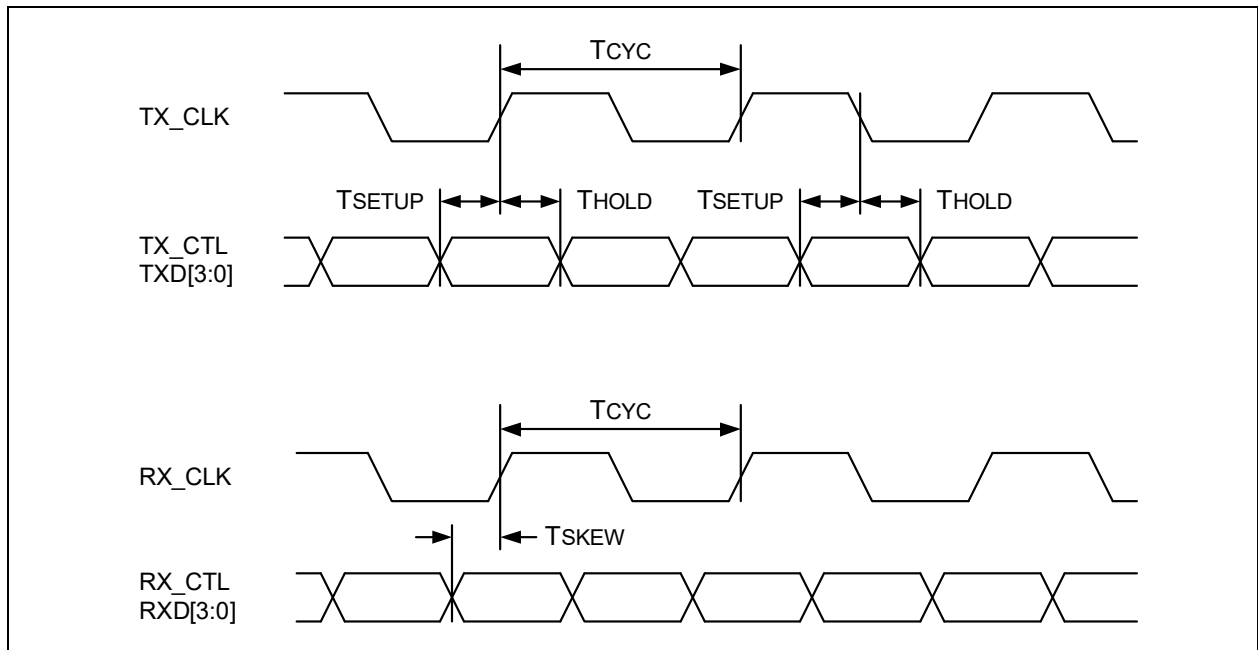 TCYC
TX_CLK
TSETUP THOLD TSETUP THOLD
TX_CTL
TXD[3:0]
TCYC
RX_CLK
TSKEW
RX_CTL
RXD[3:0]